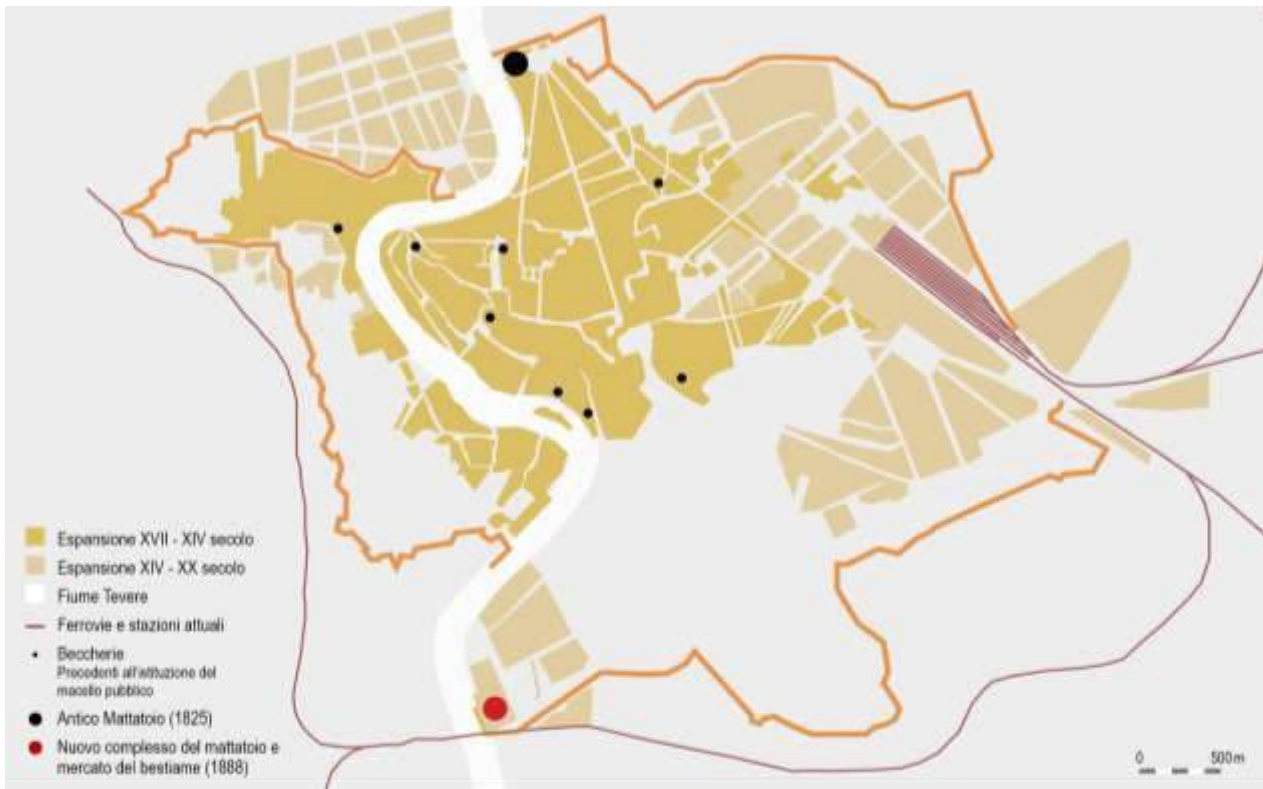 Espansione XVII - XIV secolo
Espansione XIV - XX secolo
Fiume Tevere
Ferrovie e stazioni attuali
Beccherie
Precedenti all'istituzione del
macello pubblico
Antico Mattatoio (1825)
Nuovo complesso del mattatoio e
mercato del bestiame (1888)
0 500m